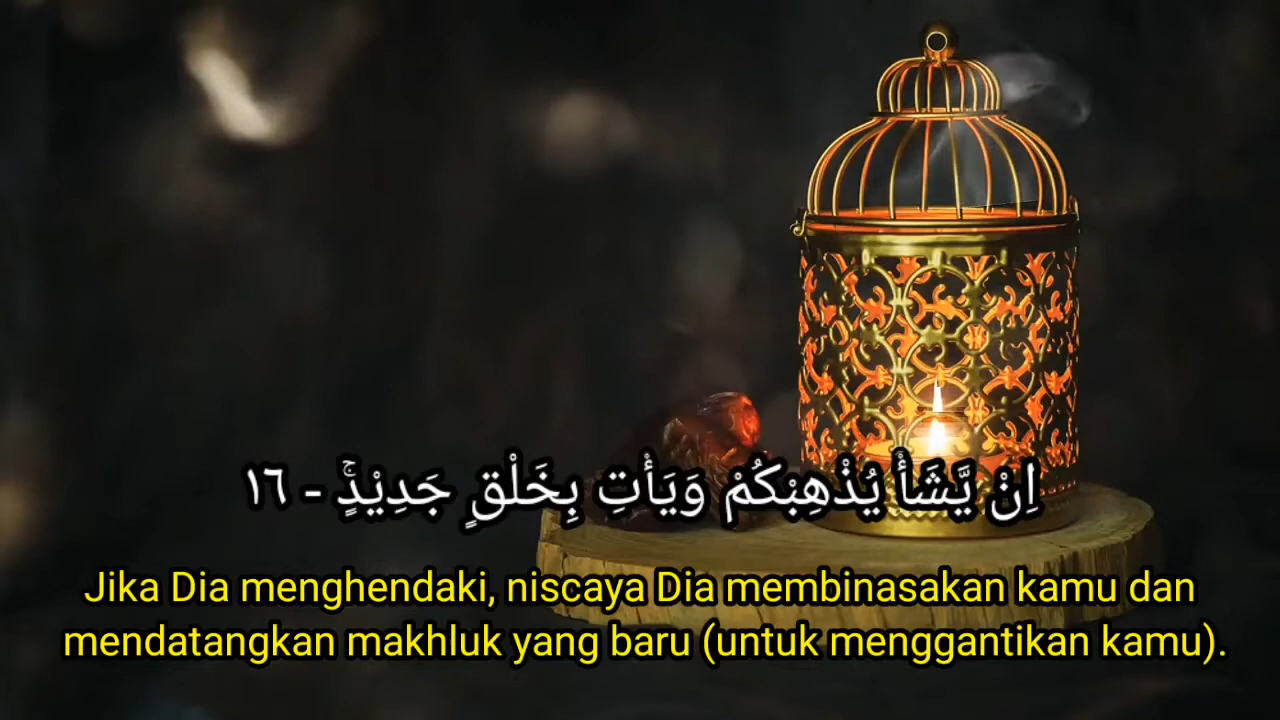 اِنْ يَّشَأْ يُذْهِبْكُمْ وَيَأْتِ بِخَلْقٍ جَدِيْدٍۚ - ١٦
Jika Dia menghendaki, niscaya Dia membinasakan kamu dan
mendatangkan makhluk yang baru (untuk menggantikan kamu).